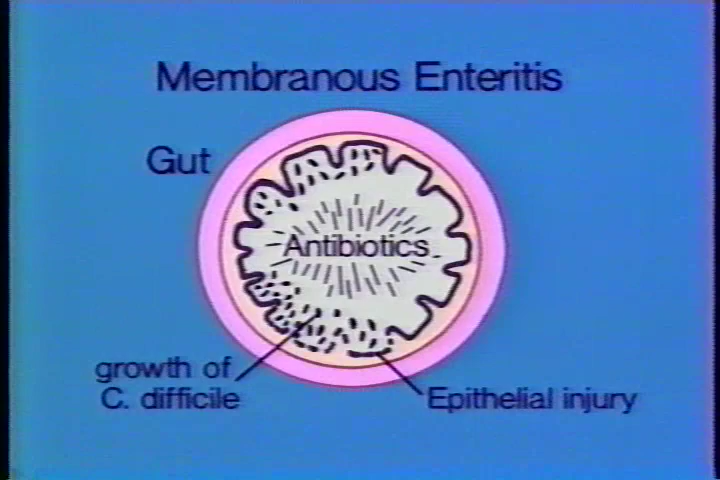 Membranous Enteritis
Gut
Antibiotics
growth of
C. difficile
Epithelial injury